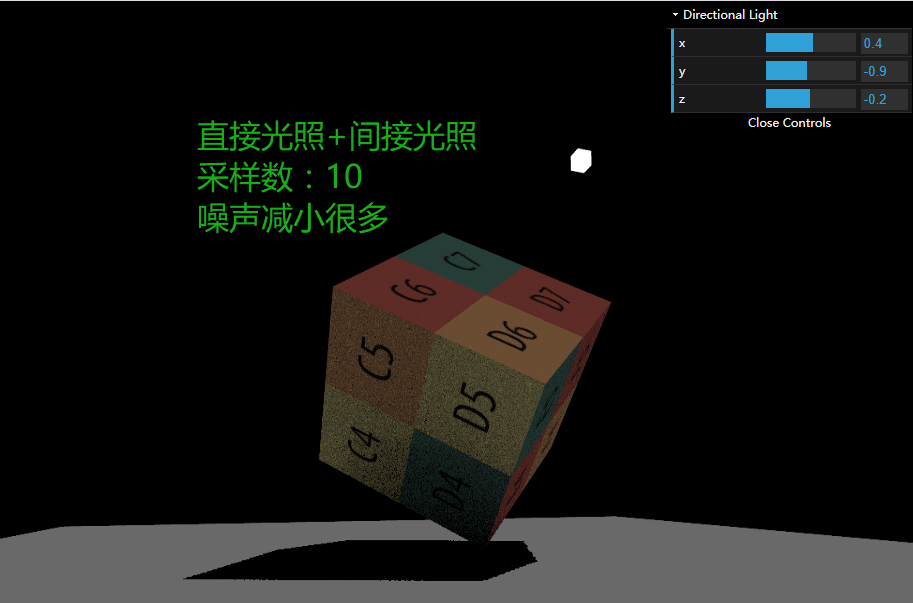 Directional Light
x 0.4
y -0.9
z -0.2
Close Controls
直接光照+间接光照
采样数：10
噪声减小很多
C7
C6
D7
D6
C5
D5
C4
D4